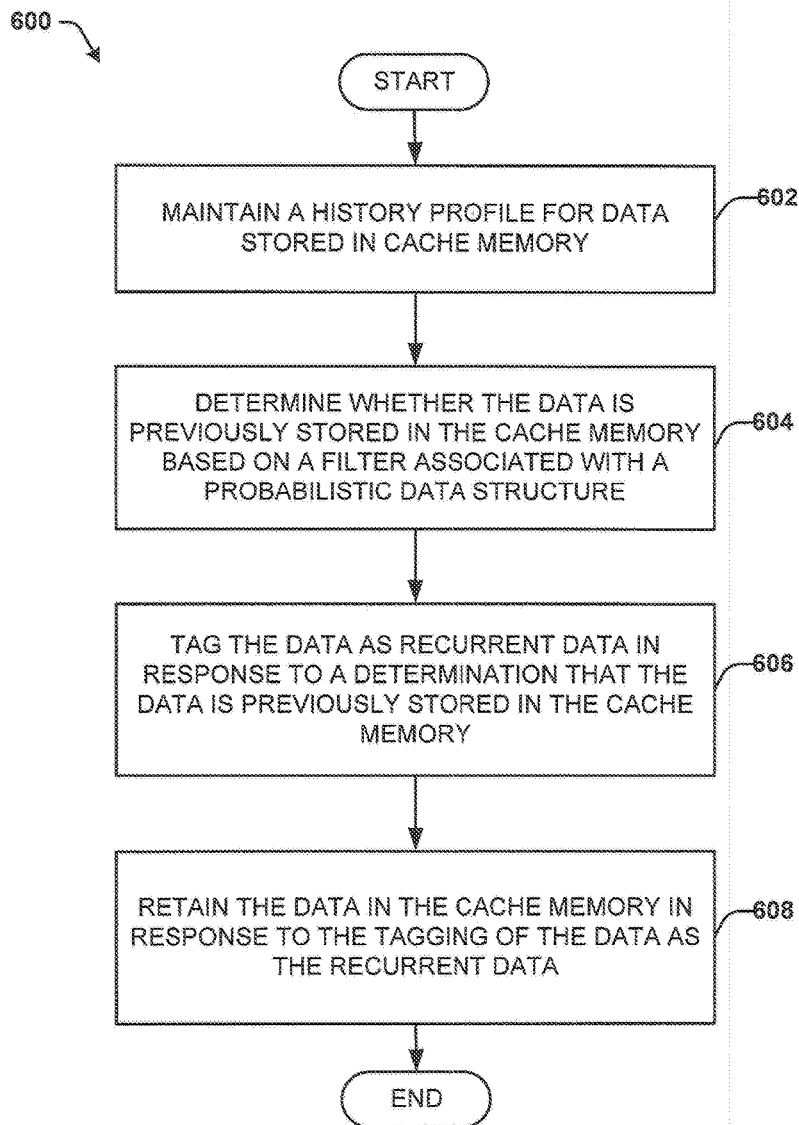 600
START
MAINTAIN A HISTORY PROFILE FOR DATA
STORED IN CACHE MEMORY
602
DETERMINE WHETHER THE DATA IS
PREVIOUSLY STORED IN THE CACHE MEMORY
BASED ON A FILTER ASSOCIATED WITH A
PROBABILISTIC DATA STRUCTURE
604
TAG THE DATA AS RECURRENT DATA IN
RESPONSE TO A DETERMINATION THAT THE
DATA IS PREVIOUSLY STORED IN THE CACHE
MEMORY
606
RETAIN THE DATA IN THE CACHE MEMORY IN
RESPONSE TO THE TAGGING OF THE DATA AS
THE RECURRENT DATA
608
END